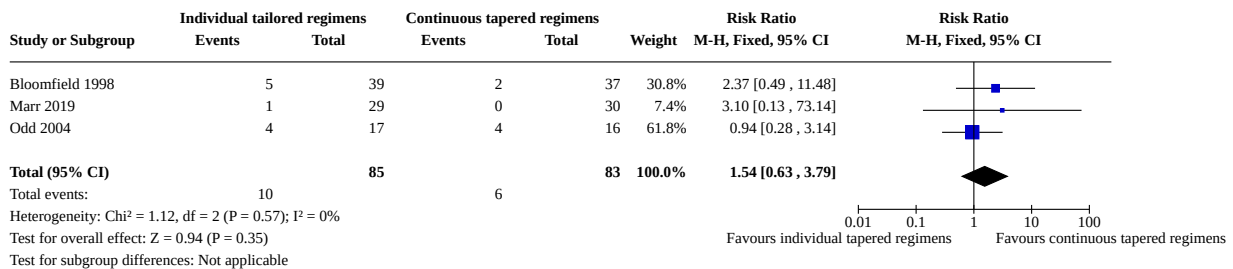 Individual tailored regimens Continuous tapered regimens Risk Ratio Risk Ratio
Study or Subgroup Events Total Events Total Weight M-H, Fixed, 95% CI M-H, Fixed, 95% CI
Bloomfield 1998 5 39 2 37 30.8% 2.37 [0.49 , 11.48]
Marr 2019 1 29 0 30 7.4% 3.10 [0.13 , 73.14]
Odd 2004 4 17 4 16 61.8% 0.94 [0.28 , 3.14]
Total (95% CI) 85 83 100.0% 1.54 [0.63 , 3.79]
Total events: 10 6
Heterogeneity: Chi² = 1.12, df = 2 (P = 0.57); I² = 0%
0.01 0.1 1 10 100
Test for overall effect: Z = 0.94 (P = 0.35) Favours individual tapered regimens Favours continuous tapered regimens
Test for subgroup differences: Not applicable